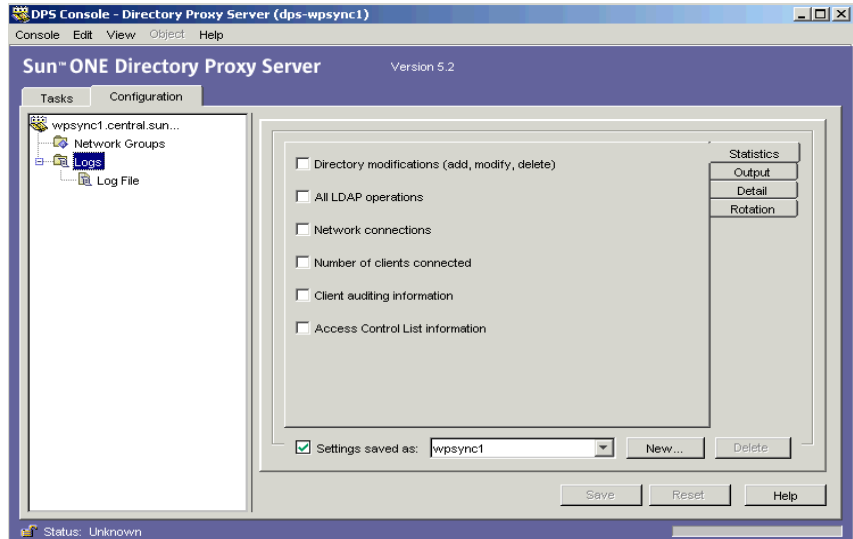 DPS Console - Directory Proxy Server (dps-wpsync1)
Console Edit View Object Help
Sun™ ONE Directory Proxy Server Version 5.2
Tasks Configuration
wpsync1.central.sun...
Network Groups
Logs
Log File
Directory modifications (add, modify, delete)
All LDAP operations
Network connections
Number of clients connected
Client auditing information
Access Control List information
Statistics
Output
Detail
Rotation
Settings saved as: wpsync1 New... Delete
Save Reset Help
Status: Unknown